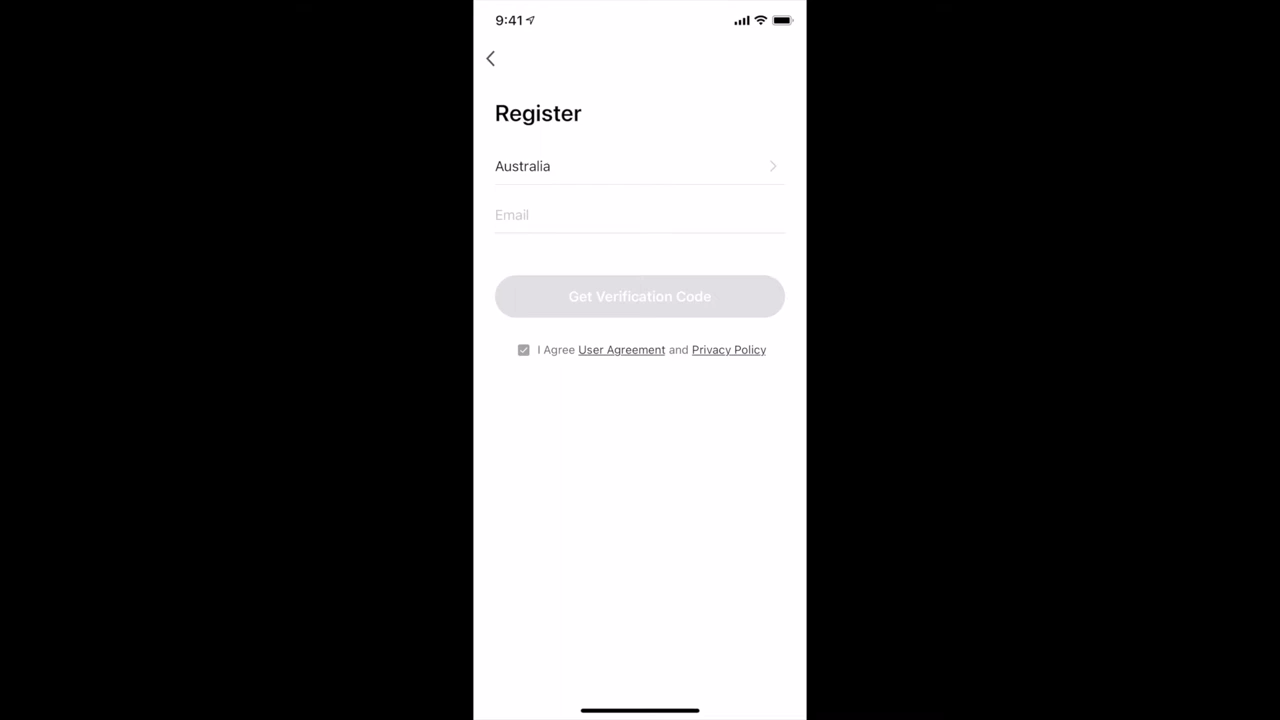 9:41
Register
Australia
Email
Get Verification Code
I Agree User Agreement and Privacy Policy